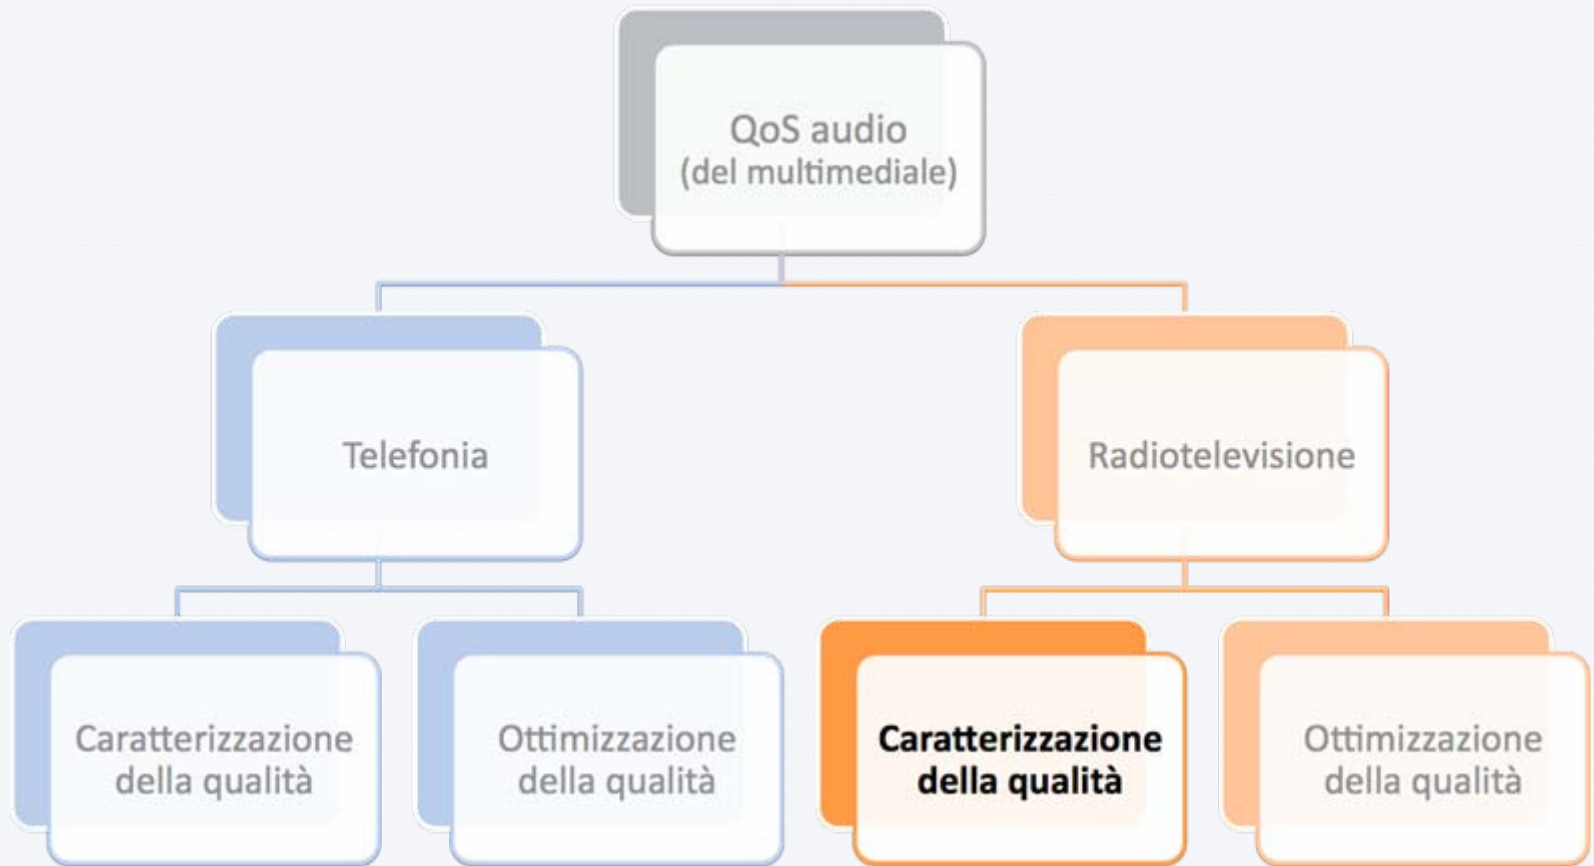 QoS audio
(del multimediale)
Telefonia
Radiotelevisione
Caratterizzazione
della qualità
Ottimizzazione
della qualità
Caratterizzazione
della qualità
Ottimizzazione
della qualità